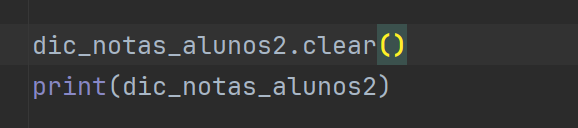 dic_notas_alunos2.clear()
print(dic_notas_alunos2)